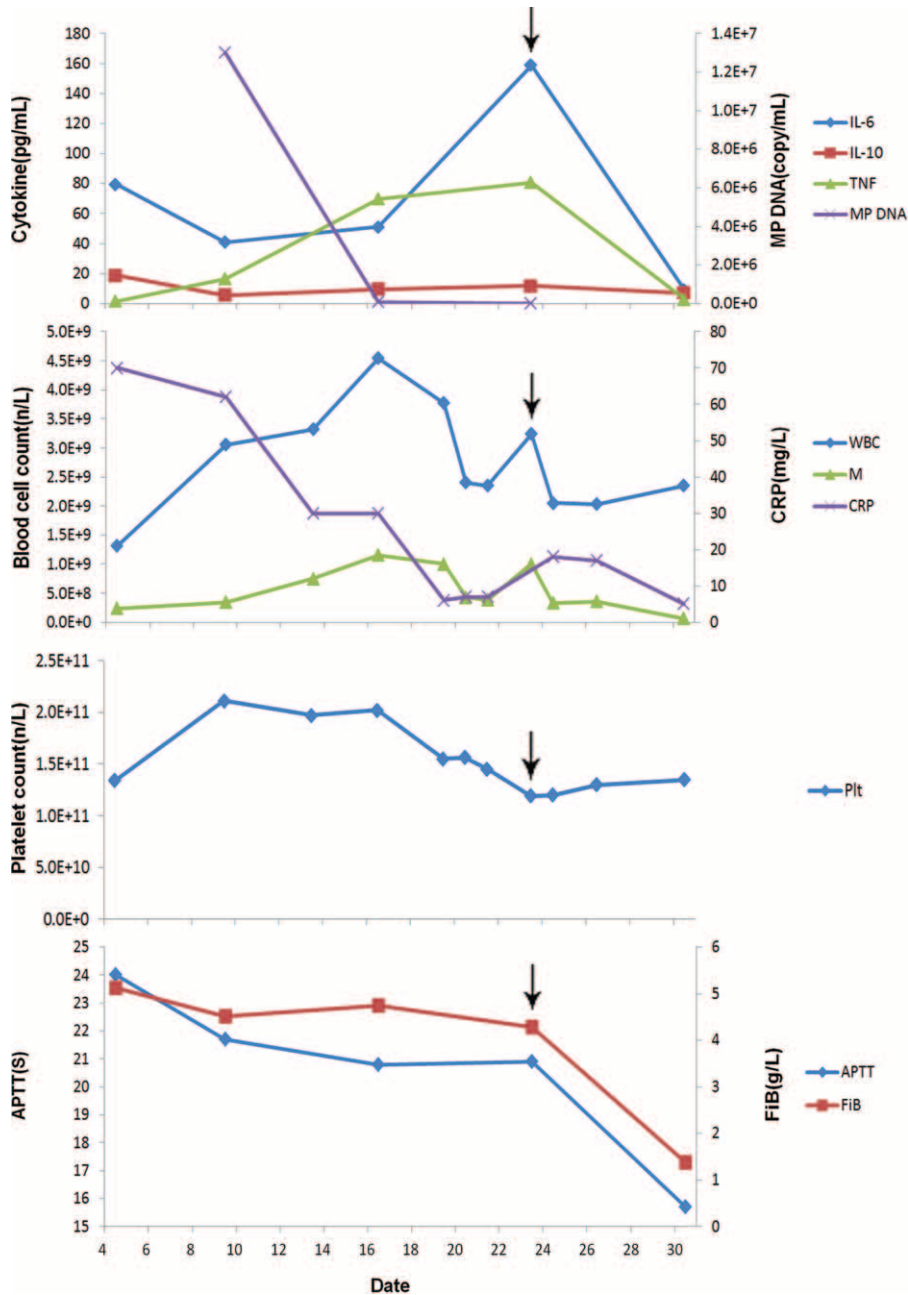 Cytokine(pg/mL)
180
160
140
120
100
80
60
40
20
0
1.4E+7
1.2E+7
1.0E+7
8.0E+6
6.0E+6
4.0E+6
2.0E+6
0.0E+0
MP DNA(copy/mL)
IL-6
IL-10
TNF
MP DNA
Blood cell count(n/L)
5.0E+9
4.5E+9
4.0E+9
3.5E+9
3.0E+9
2.5E+9
2.0E+9
1.5E+9
1.0E+9
5.0E+8
0.0E+0
80
70
60
50
40
30
20
10
0
CRP(mg/L)
WBC
M
CRP
Platelet count(n/L)
2.5E+11
2.0E+11
1.5E+11
1.0E+11
5.0E+10
0.0E+0
Plt
APTT(S)
25
24
23
22
21
20
19
18
17
16
15
6
5
4
3
2
1
0
FiB(g/L)
APTT
FiB
4 6 8 10 12 14 16 18 20 22 24 26 28 30
Date